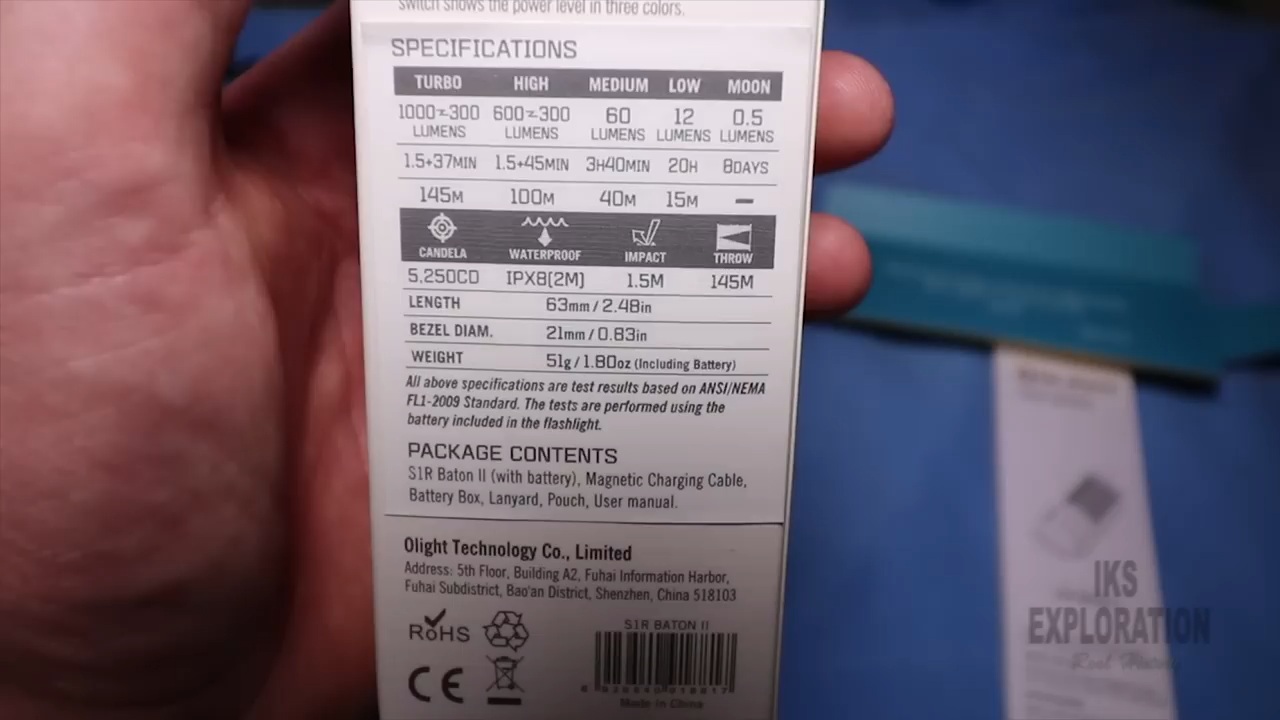 switch shows the power level in three colors.
SPECIFICATIONS
TURBO HIGH MEDIUM LOW MOON
1000~300 600~300 60 12 0.5
LUMENS LUMENS LUMENS LUMENS LUMENS
1.5+37MIN 1.5+45MIN 3H40MIN 20H 8DAYS
145M 100M 40M 15M —
CANDELA WATERPROOF IMPACT THROW
5,250CD IPX8(2M) 1.5M 145M
LENGTH 63mm / 2.48in
BEZEL DIAM. 21mm / 0.83in
WEIGHT 51g / 1.80oz (Including Battery)
All above specifications are test results based on ANSI/NEMA
FL1-2009 Standard. The tests are performed using the
battery included in the flashlight.
PACKAGE CONTENTS
S1R Baton II (with battery), Magnetic Charging Cable,
Battery Box, Lanyard, Pouch, User manual.
Olight Technology Co., Limited
Address: 5th Floor, Building A2, Fuhai Information Harbor,
Fuhai Subdistrict, Bao'an District, Shenzhen, China 518103
RoHS
CE
S1R BATON II
Made in China
IKS
EXPLORATION
Real History